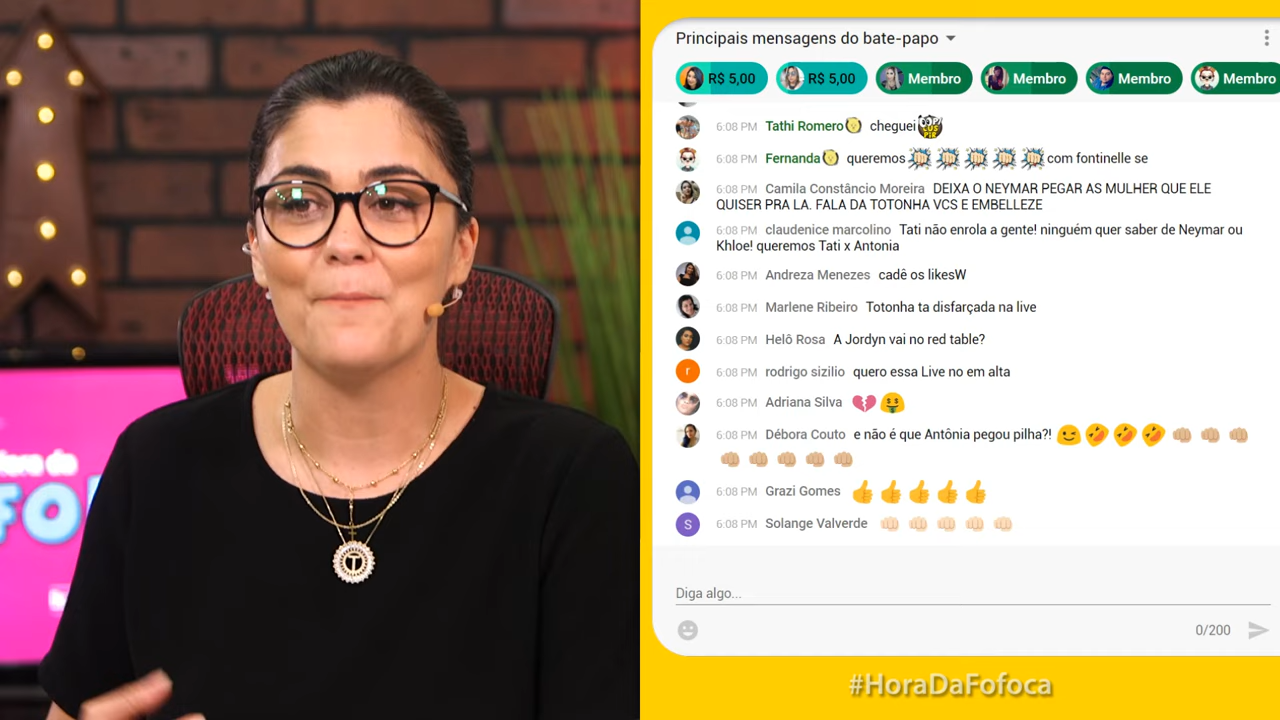 ora da
FO
T
Principais mensagens do bate-papo
R$ 5,00 R$ 5,00 Membro Membro Membro Membro
6:08 PM Tathi Romero cheguei
6:08 PM Fernanda queremos com fontinelle se
6:08 PM Camila Constâncio Moreira DEIXA O NEYMAR PEGAR AS MULHER QUE ELE
QUISER PRA LA. FALA DA TOTONHA VCS E EMBELLEZE
6:08 PM claudenice marcolino Tati não enrola a gente! ninguém quer saber de Neymar ou
Khloe! queremos Tati x Antonia
6:08 PM Andreza Menezes cadê os likesW
6:08 PM Marlene Ribeiro Totonha ta disfarçada na live
6:08 PM Helô Rosa A Jordyn vai no red table?
r 6:08 PM rodrigo sizilio quero essa Live no em alta
6:08 PM Adriana Silva 💔 🤑
6:08 PM Débora Couto e não é que Antônia pegou pilha?! 😉 🤣 🤣 🤣 👊🏼 👊🏼 👊🏼
👊🏼 👊🏼 👊🏼 👊🏼 👊🏼
6:08 PM Grazi Gomes 👍 👍 👍 👍 👍
S 6:08 PM Solange Valverde 👊🏻 👊🏻 👊🏻 👊🏻 👊🏻
Diga algo...
0/200
#HoraDaFofoca